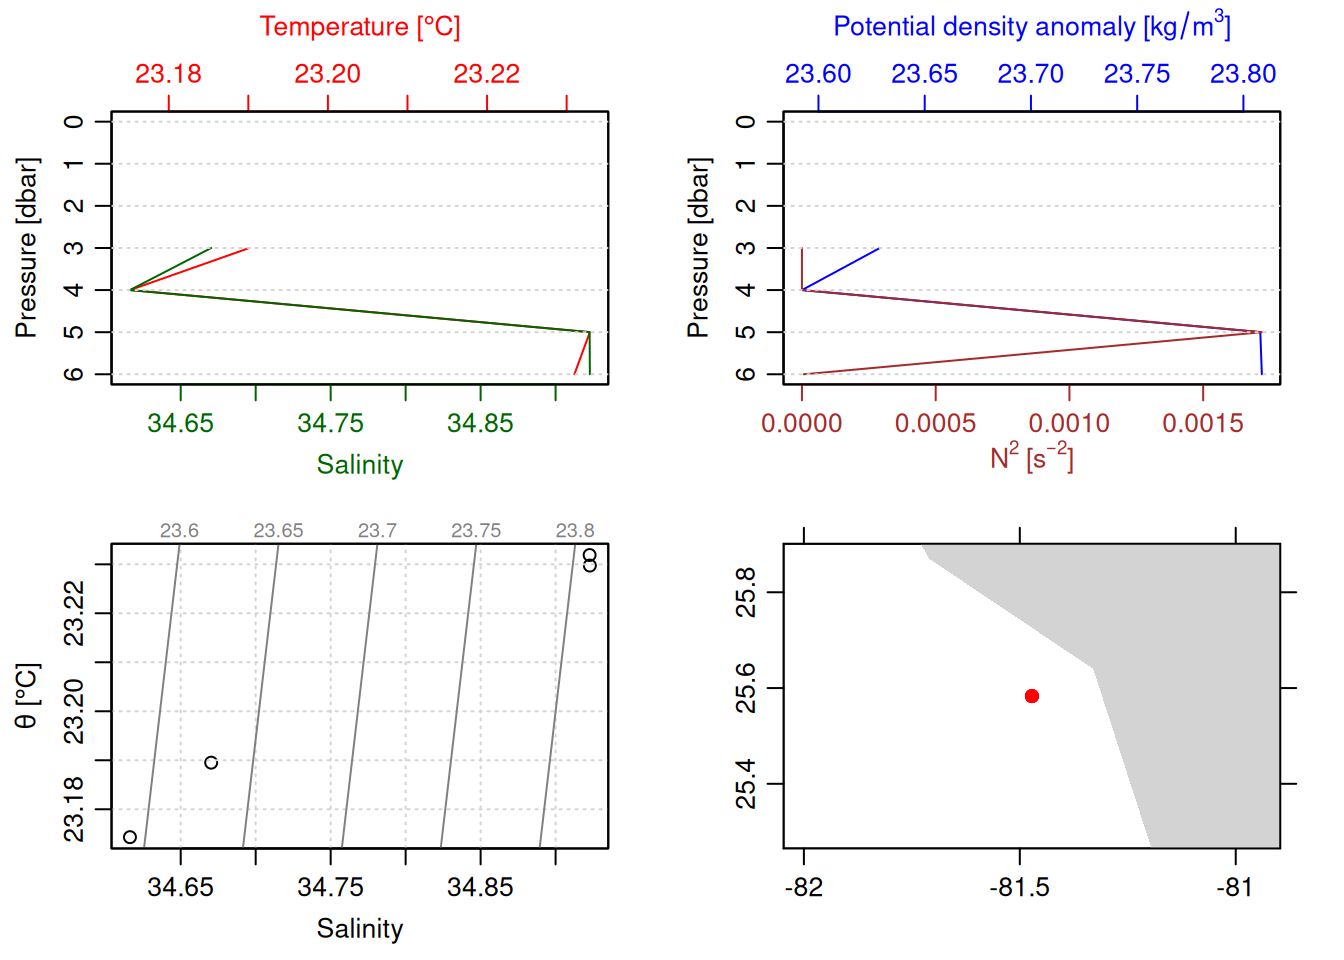 Temperature [°C]
23.18 23.20 23.22
Pressure [dbar]
0
1
2
3
4
5
6
34.65 34.75 34.85
Salinity
Potential density anomaly [kg/m³]
23.60 23.65 23.70 23.75 23.80
Pressure [dbar]
0
1
2
3
4
5
6
0.0000 0.0005 0.0010 0.0015
N² [s⁻²]
23.6 23.65 23.7 23.75 23.8
θ [°C]
23.22
23.20
23.18
34.65 34.75 34.85
Salinity
25.8
25.6
25.4
-82 -81.5 -81